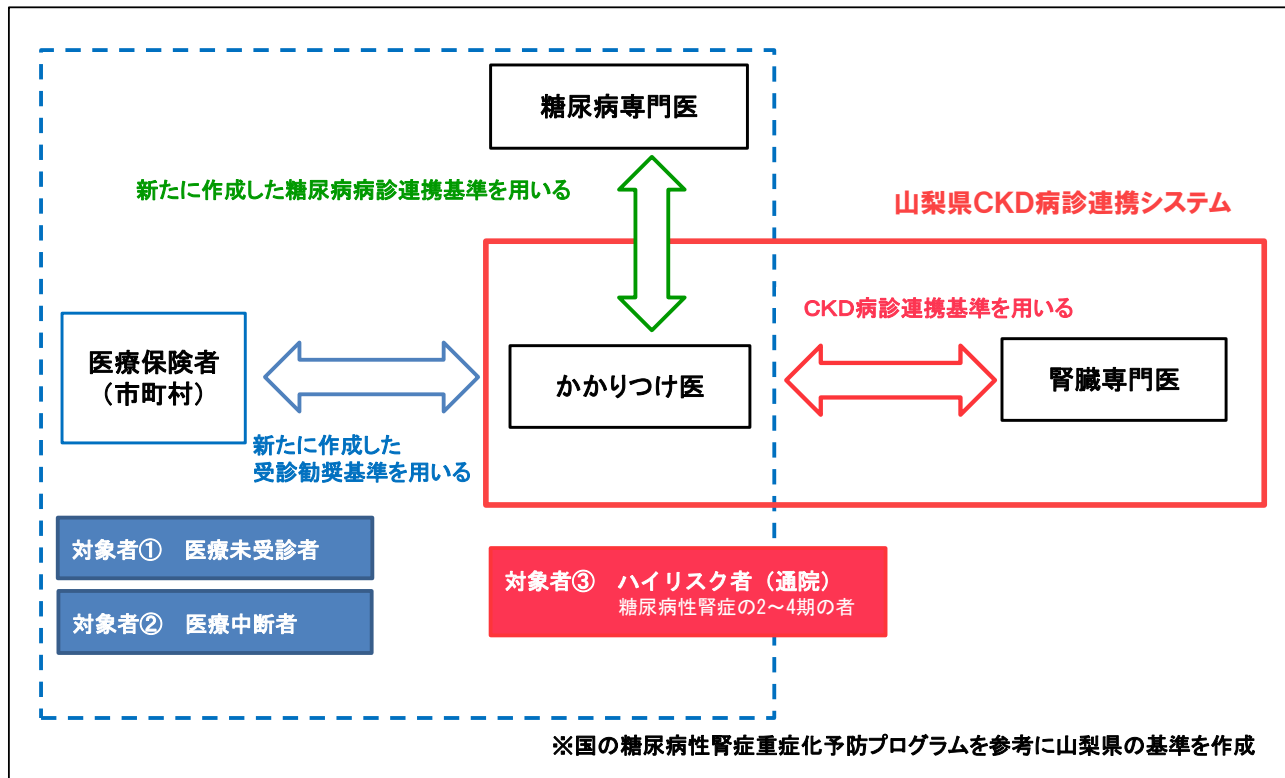 糖尿病専門医
新たに作成した糖尿病病診連携基準を用いる
山梨県CKD病診連携システム
CKD病診連携基準を用いる
医療保険者
（市町村）
かかりつけ医
腎臓専門医
新たに作成した
受診勧奨基準を用いる
対象者① 医療未受診者
対象者② 医療中断者
対象者③ ハイリスク者（通院）
糖尿病性腎症の2～4期の者
※国の糖尿病性腎症重症化予防プログラムを参考に山梨県の基準を作成